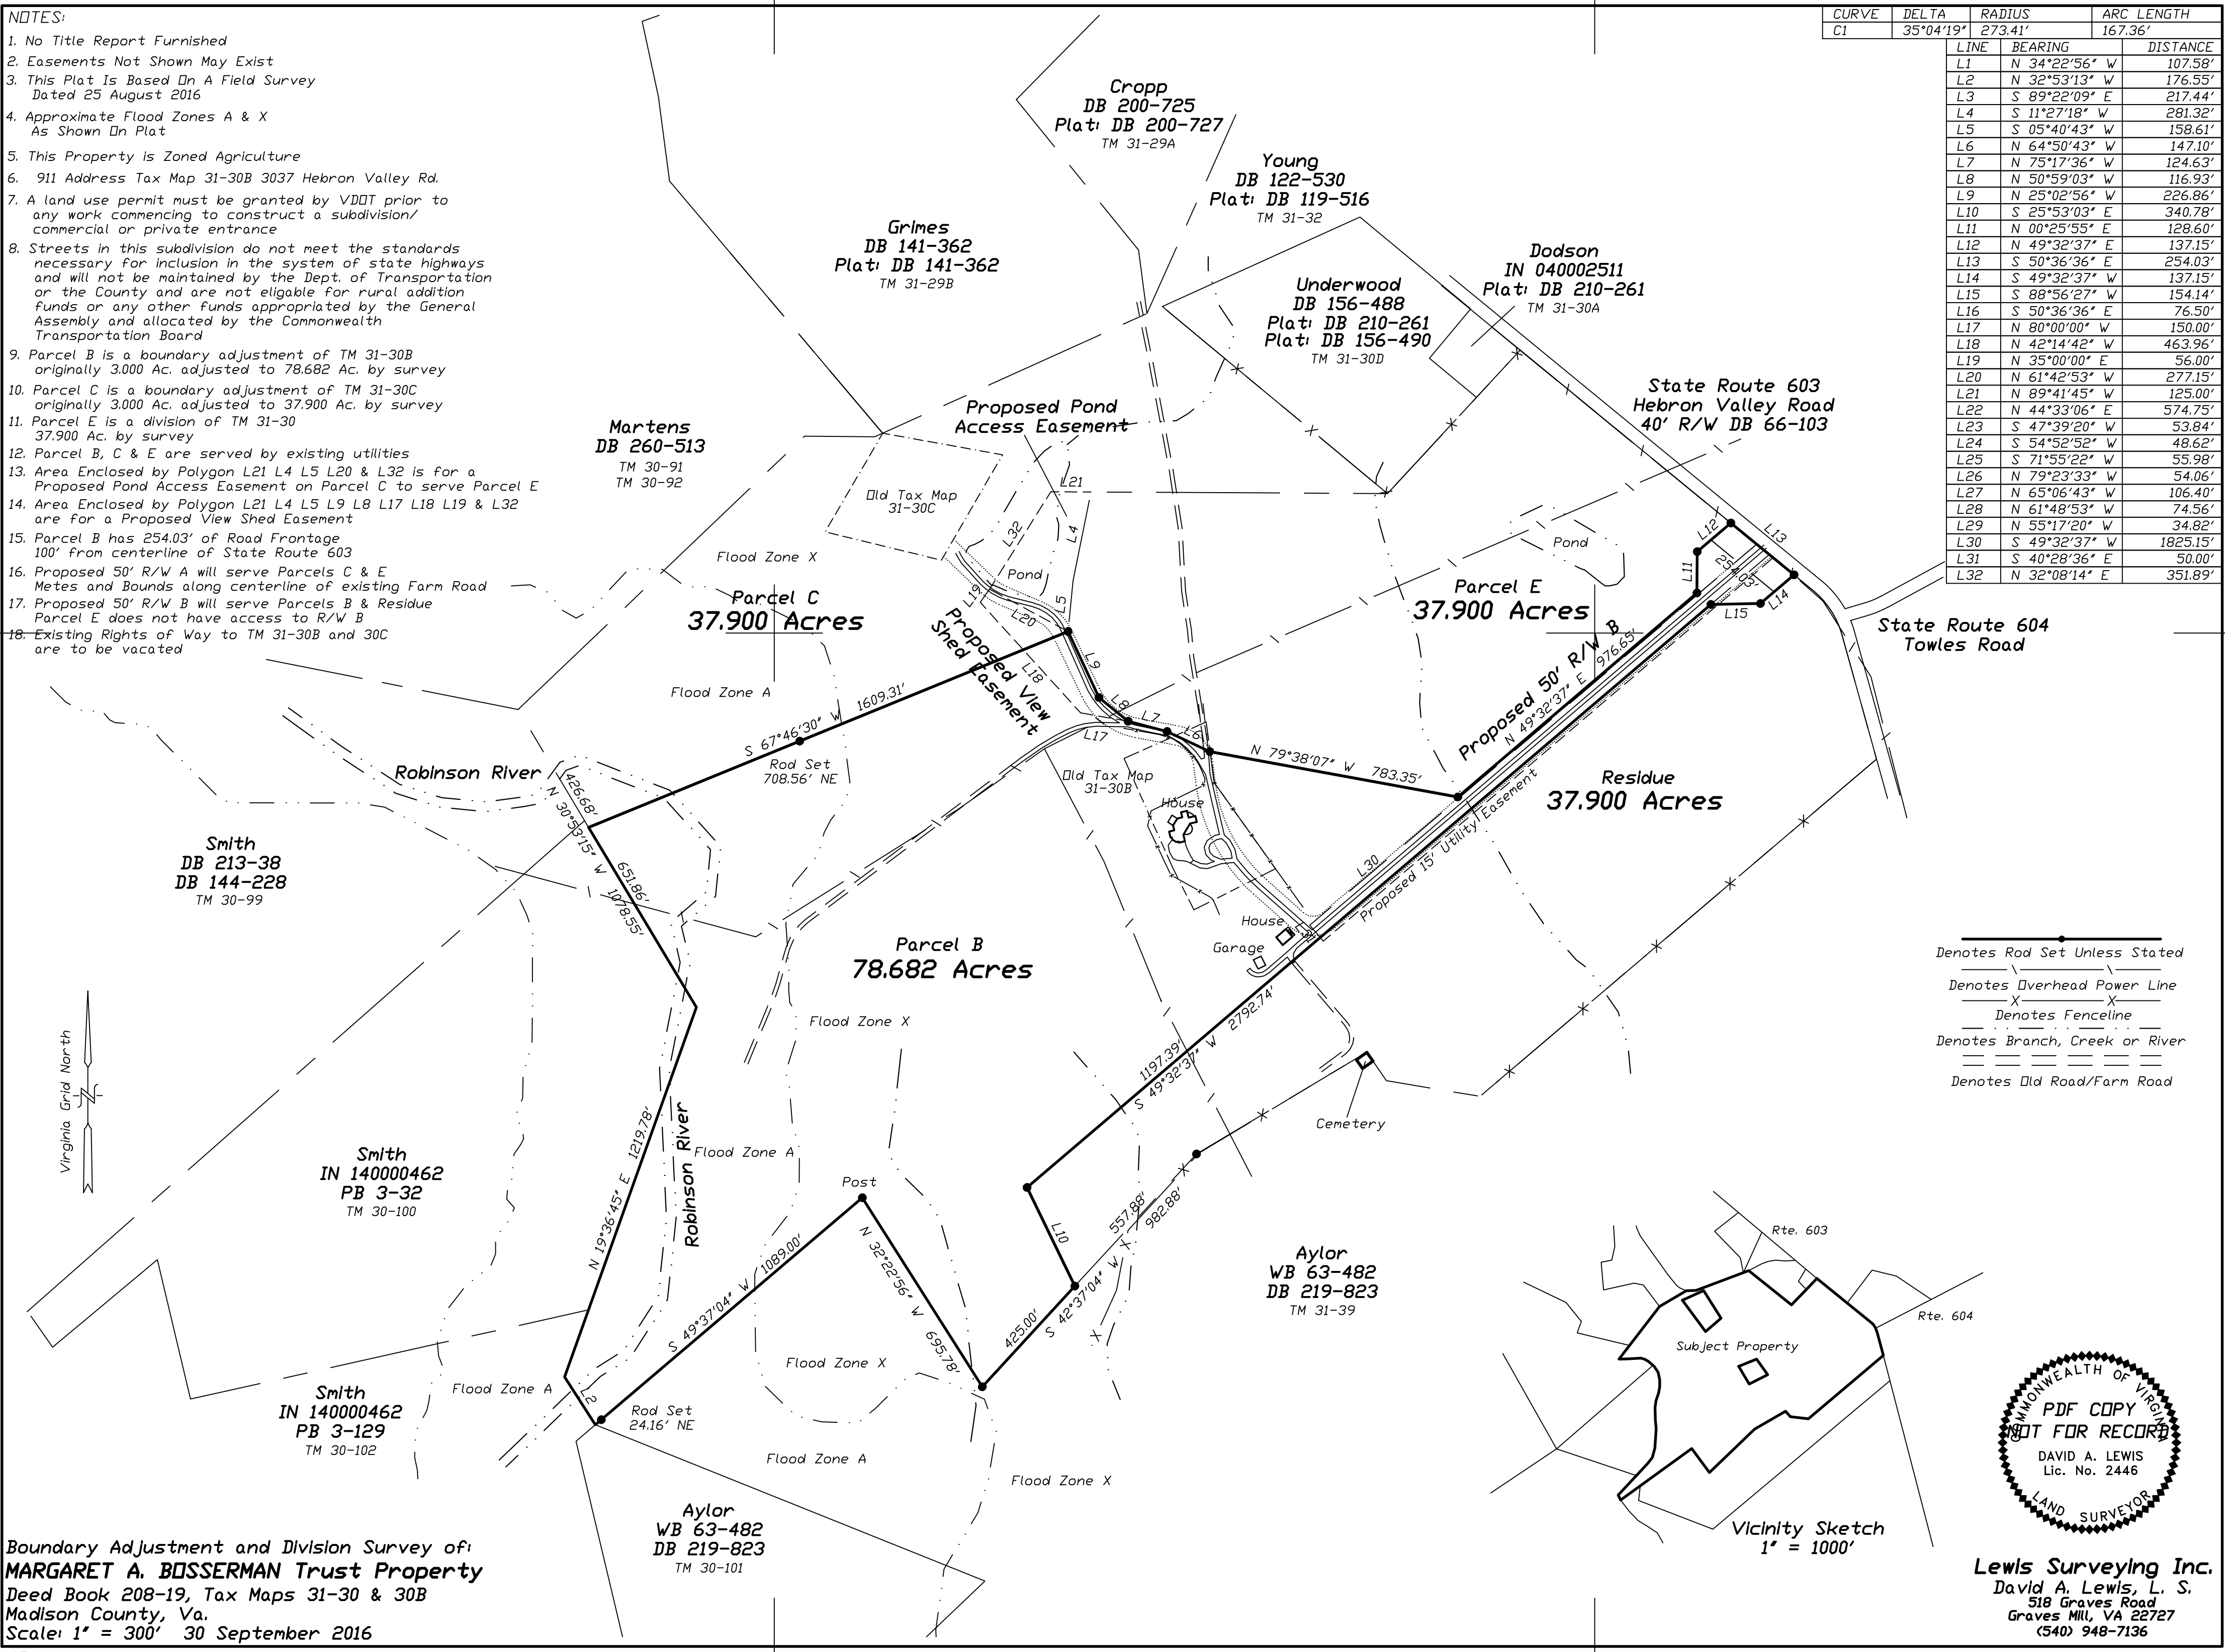 NOTES:
1. No Title Report Furnished
2. Easements Not Shown May Exist
3. This Plat Is Based On A Field Survey
Dated 25 August 2016
4. Approximate Flood Zones A & X
As Shown On Plat
5. This Property is Zoned Agriculture
6. 911 Address Tax Map 31-30B 3037 Hebron Valley Rd.
7. A land use permit must be granted by VDOT prior to
any work commencing to construct a subdivision/
commercial or private entrance
8. Streets in this subdivision do not meet the standards
necessary for inclusion in the system of state highways
and will not be maintained by the Dept. of Transportation
or the County and are not eligable for rural addition
funds or any other funds appropriated by the General
Assembly and allocated by the Commonwealth
Transportation Board
9. Parcel B is a boundary adjustment of TM 31-30B
originally 3.000 Ac. adjusted to 78.682 Ac. by survey
10. Parcel C is a boundary adjustment of TM 31-30C
originally 3.000 Ac. adjusted to 37.900 Ac. by survey
11. Parcel E is a division of TM 31-30
37.900 Ac. by survey
12. Parcel B, C & E are served by existing utilities
13. Area Enclosed by Polygon L21 L4 L5 L20 & L32 is for a
Proposed Pond Access Easement on Parcel C to serve Parcel E
14. Area Enclosed by Polygon L21 L4 L5 L9 L8 L17 L18 L19 & L32
are for a Proposed View Shed Easement
15. Parcel B has 254.03' of Road Frontage
100' from centerline of State Route 603
16. Proposed 50' R/W A will serve Parcels C & E
Metes and Bounds along centerline of existing Farm Road
17. Proposed 50' R/W B will serve Parcels B & Residue
Parcel E does not have access to R/W B
18. Existing Rights of Way to TM 31-30B and 30C
are to be vacated
CURVE DELTA RADIUS ARC LENGTH
C1 35°04'19" 273.41' 167.36'
LINE BEARING DISTANCE
L1 N 34°22'56" W 107.58'
L2 N 32°53'13" W 176.55'
L3 S 89°22'09" E 217.44'
L4 S 11°27'18" W 281.32'
L5 S 05°40'43" W 158.61'
L6 N 64°50'43" W 147.10'
L7 N 75°17'36" W 124.63'
L8 N 50°59'03" W 116.93'
L9 N 25°02'56" W 226.86'
L10 S 25°53'03" E 340.78'
L11 N 00°25'55" E 128.60'
L12 N 49°32'37" E 137.15'
L13 S 50°36'36" E 254.03'
L14 S 49°32'37" W 137.15'
L15 S 88°56'27" W 154.14'
L16 S 50°36'36" E 76.50'
L17 N 80°00'00" W 150.00'
L18 N 42°14'42" W 463.96'
L19 N 35°00'00" E 56.00'
L20 N 61°42'53" W 277.15'
L21 N 89°41'45" W 125.00'
L22 N 44°33'06" E 574.75'
L23 S 47°39'20" W 53.84'
L24 S 54°52'52" W 48.62'
L25 S 71°55'22" W 55.98'
L26 N 79°23'33" W 54.06'
L27 N 65°06'43" W 106.40'
L28 N 61°48'53" W 74.56'
L29 N 55°17'20" W 34.82'
L30 S 49°32'37" W 1825.15'
L31 S 40°28'36" E 50.00'
L32 N 32°08'14" E 351.89'
Cropp
DB 200-725
Plat: DB 200-727
TM 31-29A
Young
DB 122-530
Plat: DB 119-516
TM 31-32
Grimes
DB 141-362
Plat: DB 141-362
TM 31-29B
Dodson
IN 040002511
Plat: DB 210-261
TM 31-30A
Underwood
DB 156-488
Plat: DB 210-261
Plat: DB 156-490
TM 31-30D
State Route 603
Hebron Valley Road
40' R/W DB 66-103
Proposed Pond
Access Easement
Martens
DB 260-513
TM 30-91
TM 30-92
Old Tax Map
31-30C
L21
L32
L4
Flood Zone X
Pond
Pond
L12
L13
L11
254.03'
L14
L15
Parcel C
37.900 Acres
Parcel E
37.900 Acres
L19
L20
L5
State Route 604
Towles Road
Proposed View
Shed Easement
L18
L9
L8
L7
L6
L17
Flood Zone A
S 67°46'30" W 1609.31'
Rod Set
708.56' NE
N 79°38'07" W 783.35'
Proposed 50' R/W B
N 49°32'37" E 976.65'
Residue
37.900 Acres
Robinson River
426.68'
N 30°53'15" W 1078.55'
651.86'
Old Tax Map
31-30B
House
L30
Proposed 15' Utility Easement
Smith
DB 213-38
DB 144-228
TM 30-99
House
Garage
Parcel B
78.682 Acres
Flood Zone X
Denotes Rod Set Unless Stated
\ \
Denotes Overhead Power Line
X X
Denotes Fenceline
Denotes Branch, Creek or River
Denotes Old Road/Farm Road
Virginia Grid North
N
1197.39'
S 49°32'37" W 2792.74'
Cemetery
N 19°36'45" E 1219.78'
Robinson River
Flood Zone A
Smith
IN 140000462
PB 3-32
TM 30-100
Post
S 49°37'04" W 1089.00'
N 32°22'56" W 695.78'
L10
557.88'
982.88'
425.00'
S 42°37'04" W
Aylor
WB 63-482
DB 219-823
TM 31-39
Flood Zone X
Flood Zone A
L2
Rod Set
24.16' NE
Smith
IN 140000462
PB 3-129
TM 30-102
Flood Zone A
Flood Zone X
Aylor
WB 63-482
DB 219-823
TM 30-101
Rte. 603
Rte. 604
Subject Property
Vicinity Sketch
1" = 1000'
COMMONWEALTH OF VIRGINIA
PDF COPY
NOT FOR RECORD
DAVID A. LEWIS
Lic. No. 2446
LAND SURVEYOR
Boundary Adjustment and Division Survey of:
MARGARET A. BOSSERMAN Trust Property
Deed Book 208-19, Tax Maps 31-30 & 30B
Madison County, Va.
Scale: 1" = 300' 30 September 2016
Lewis Surveying Inc.
David A. Lewis, L. S.
518 Graves Road
Graves Mill, VA 22727
(540) 948-7136